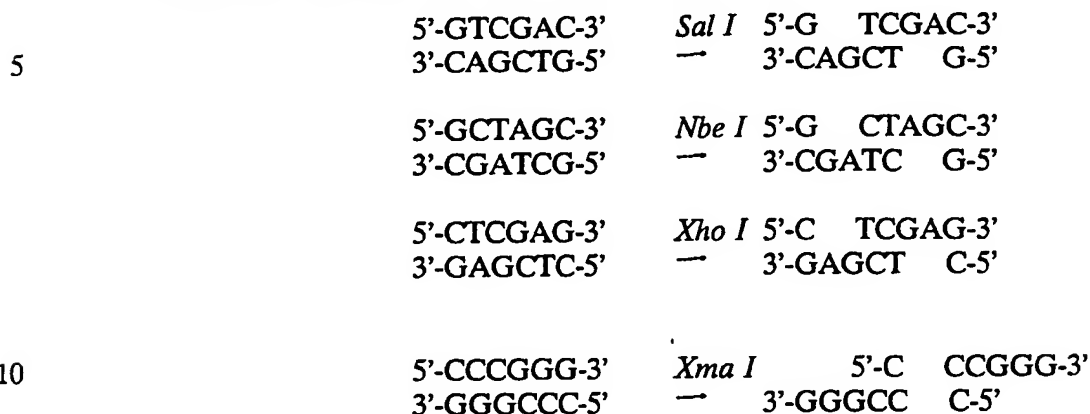 5'-GTCGAC-3' Sal I 5'-G TCGAC-3'
5 3'-CAGCTG-5' → 3'-CAGCT G-5'
5'-GCTAGC-3' Nbe I 5'-G CTAGC-3'
3'-CGATCG-5' → 3'-CGATC G-5'
5'-CTCGAG-3' Xho I 5'-C TCGAG-3'
3'-GAGCTC-5' → 3'-GAGCT C-5'
10 5'-CCCGGG-3' Xma I 5'-C CCGGG-3'
3'-GGGCCC-5' → 3'-GGGCC C-5'